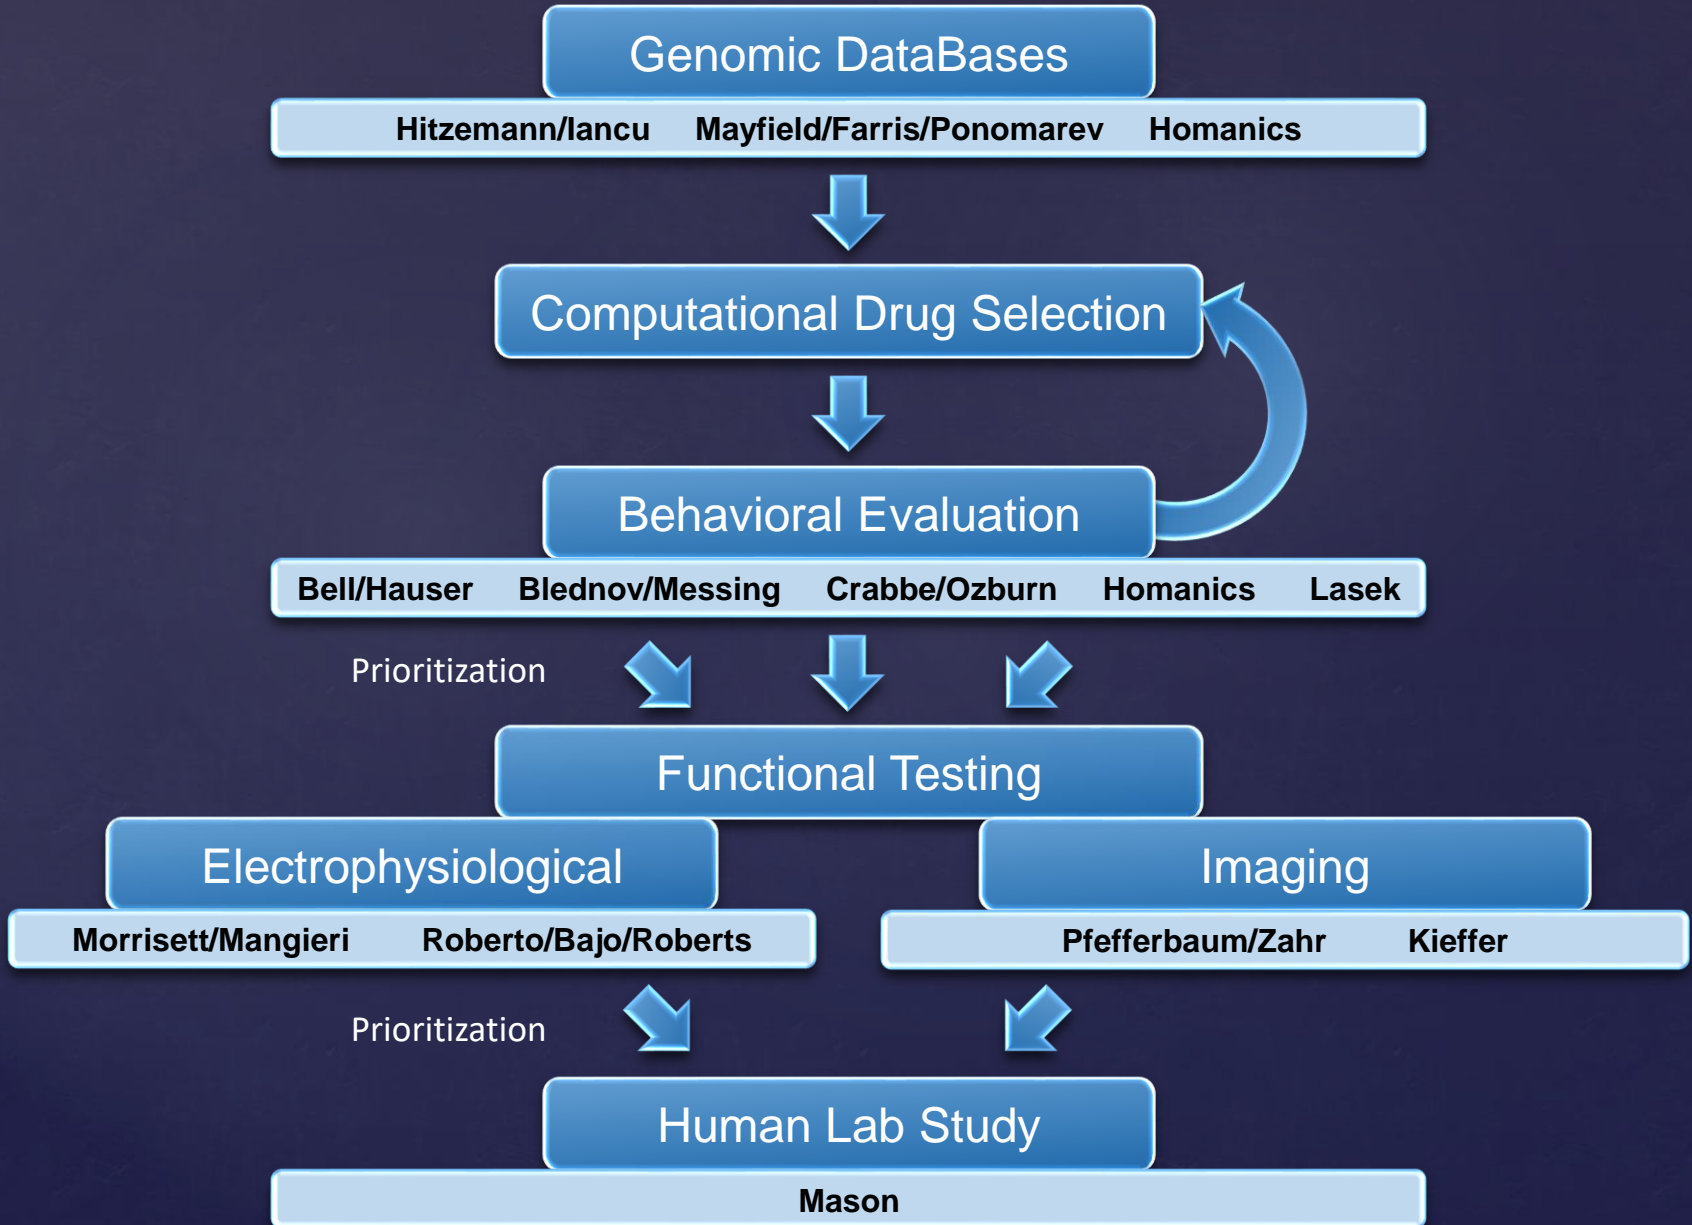 Genomic DataBases
Hitzemann/Iancu Mayfield/Farris/Ponomarev Homanics
Computational Drug Selection
Behavioral Evaluation
Bell/Hauser Blednov/Messing Crabbe/Ozburn Homanics Lasek
Prioritization
Functional Testing
Electrophysiological
Imaging
Morrisett/Mangieri Roberto/Bajo/Roberts
Pfefferbaum/Zahr Kieffer
Prioritization
Human Lab Study
Mason